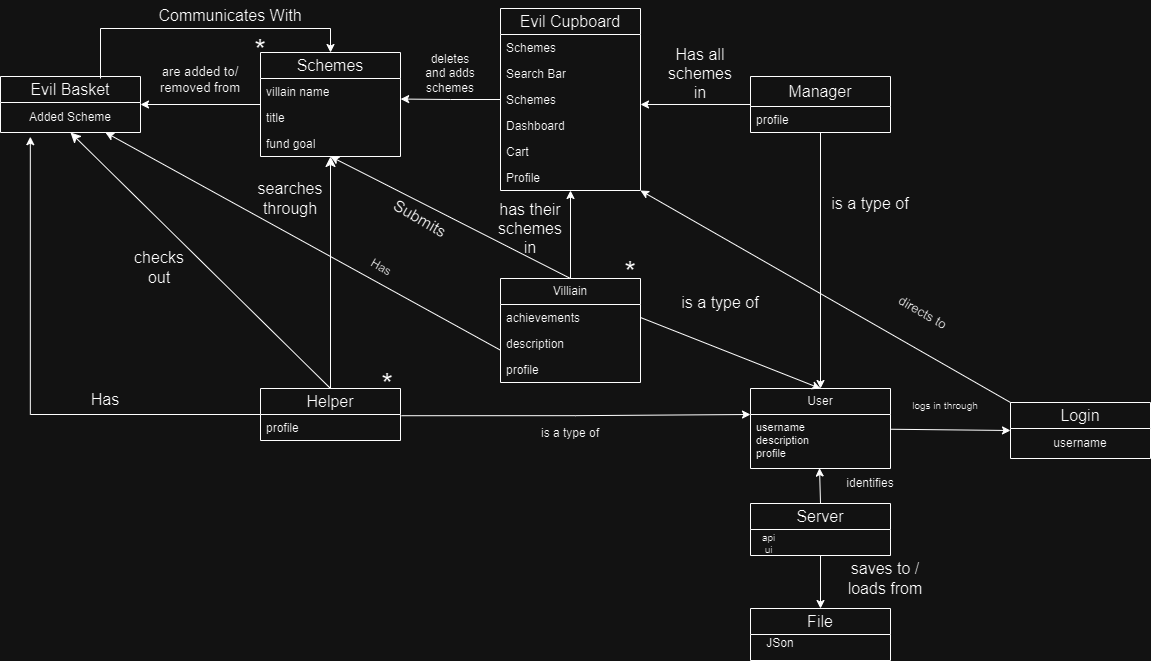 Communicates With
*
Evil Basket
Added Scheme
are added to/
removed from
Schemes
villain name
title
fund goal
deletes
and adds
schemes
Evil Cupboard
Schemes
Search Bar
Schemes
Dashboard
Cart
Profile
Has all
schemes
in
Manager
profile
searches
through
Submits
has their
schemes
in
is a type of
checks
out
Has
*
Villiain
achievements
description
profile
is a type of
directs to
Has
*
Helper
profile
is a type of
User
username
description
profile
logs in through
Login
username
identifies
Server
api
ui
saves to /
loads from
File
JSon